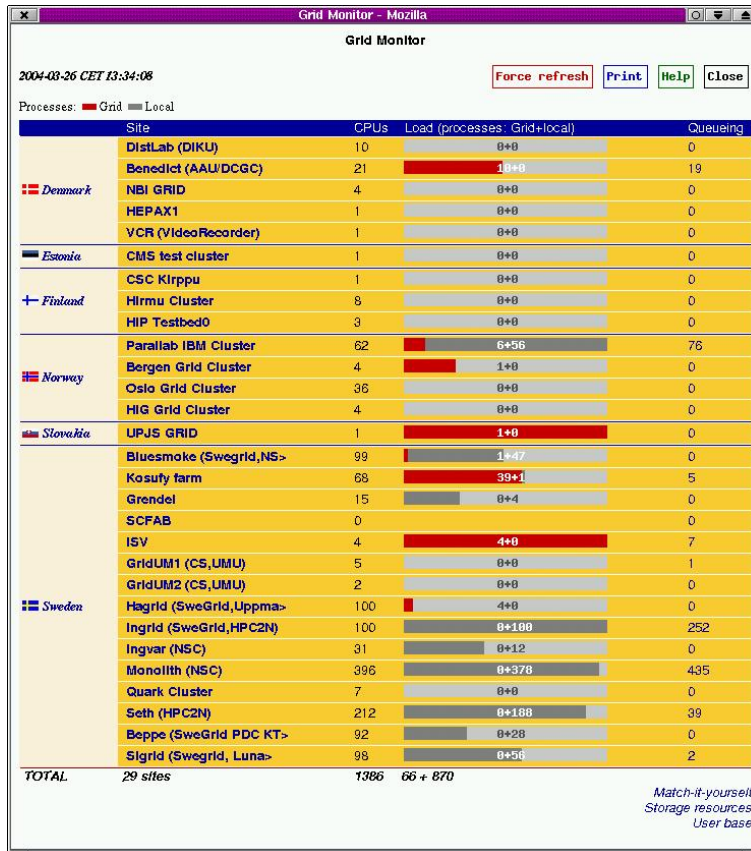 Grid Monitor - Mozilla
Grid Monitor
2004-03-26 CET 13:34:08
Force refresh Print Help Close
Processes: Grid Local
Site CPUs Load (processes: Grid+local) Queueing
Denmark
DistLab (DIKU) 10 0+0 0
Benedict (AAU/DCGC) 21 10+0 19
NBI GRID 4 0+0 0
HEPAX1 1 0+0 0
VCR (VideoRecorder) 1 0+0 0
Estonia
CMS test cluster 1 0+0 0
Finland
CSC Kirppu 1 0+0 0
Hirmu Cluster 8 0+0 0
HIP Testbed0 3 0+0 0
Norway
Parallab IBM Cluster 62 6+56 76
Bergen Grid Cluster 4 1+0 0
Oslo Grid Cluster 36 0+0 0
HIG Grid Cluster 4 0+0 0
Slovakia
UPJS GRID 1 1+0 0
Sweden
Bluesmoke (Swegrid,NS> 99 1+47 0
Kosufy farm 68 39+1 5
Grendel 15 0+4 0
SCFAB 0 0
ISV 4 4+0 7
GridUM1 (CS,UMU) 5 0+0 1
GridUM2 (CS,UMU) 2 0+0 0
Hagrid (SweGrid,Uppma> 100 4+0 0
Ingrid (SweGrid,HPC2N) 100 0+100 252
Ingvar (NSC) 31 0+12 0
Monolith (NSC) 396 0+378 435
Quark Cluster 7 0+0 0
Seth (HPC2N) 212 0+188 39
Beppe (SweGrid PDC KT> 92 0+28 0
Sigrid (Swegrid, Luna> 98 0+56 2
TOTAL 29 sites 1386 66 + 870
Match-it-yourself
Storage resources
User base